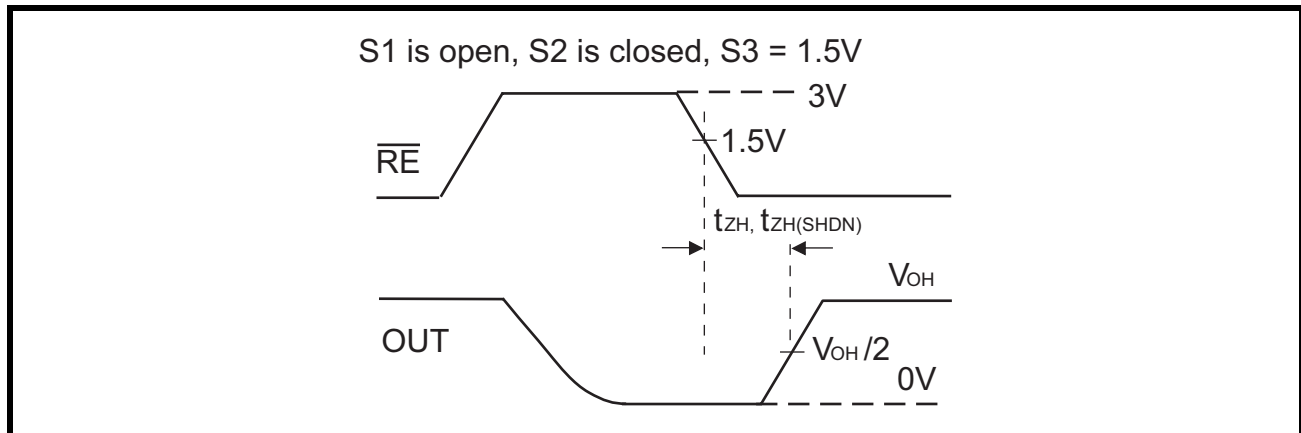 S1 is open, S2 is closed, S3 = 1.5V
3V
1.5V
RE
tZH, tZH(SHDN)
VOH
OUT
VOH /2
0V